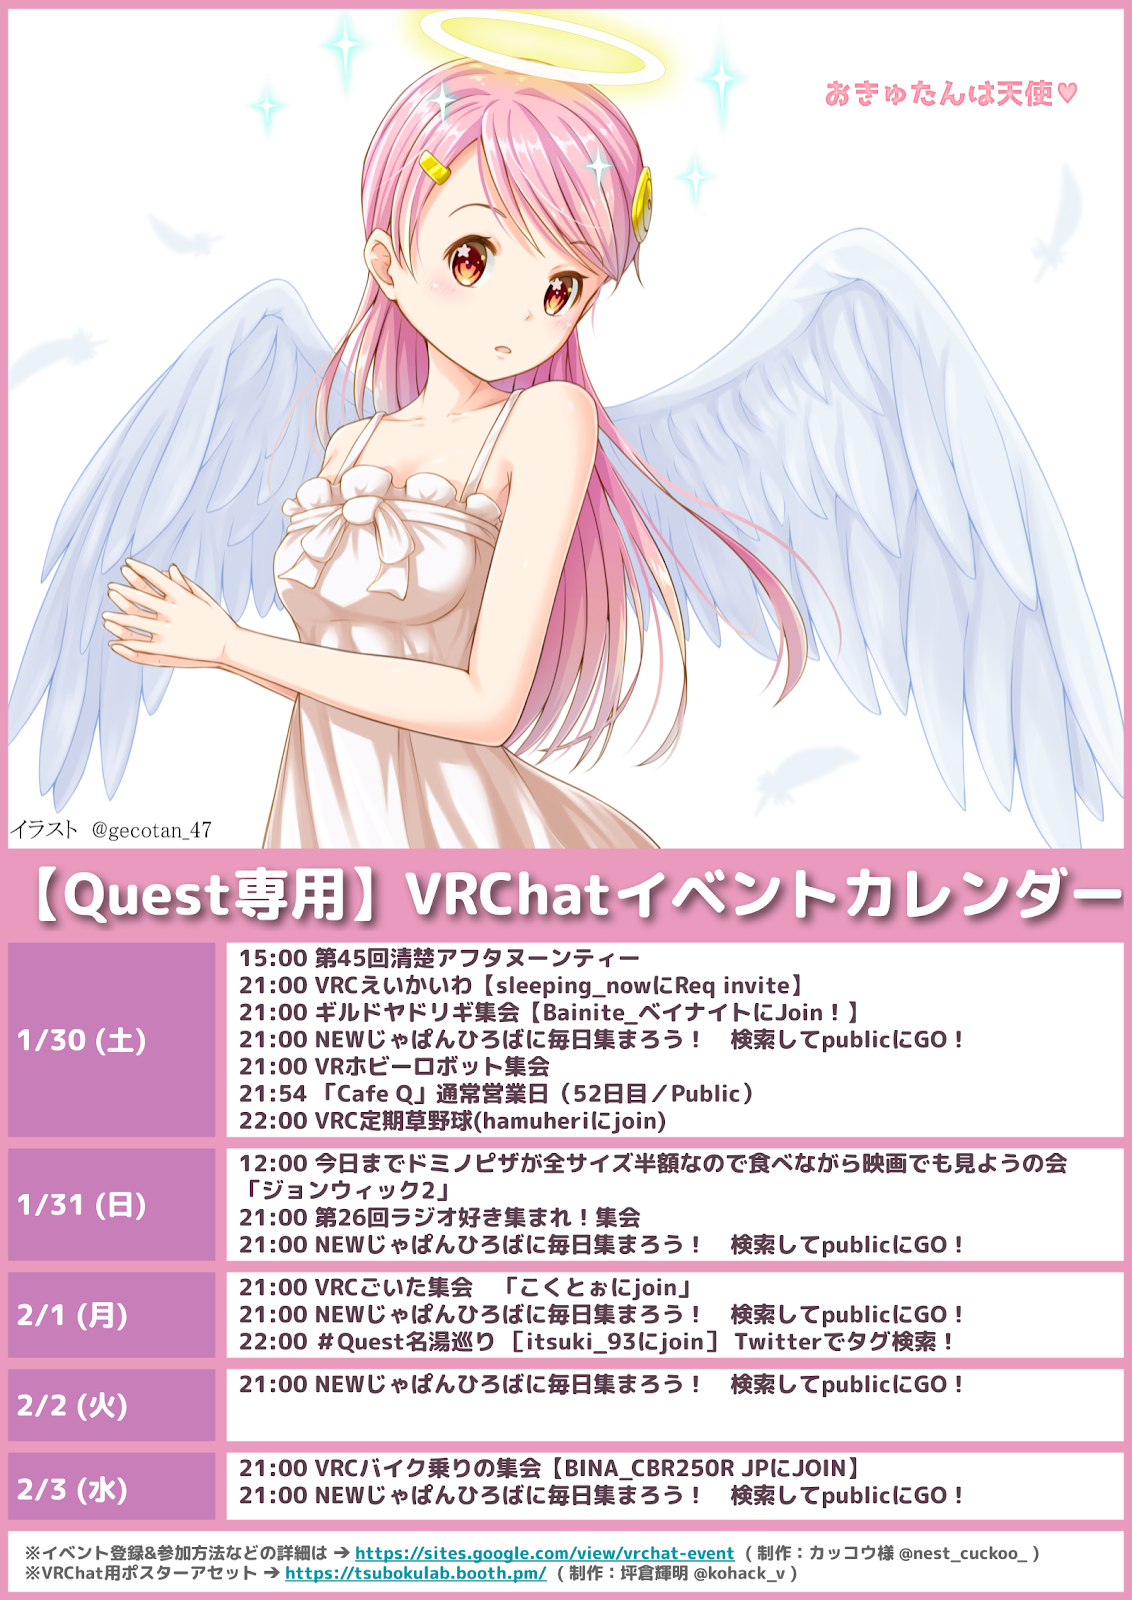 おきゅたんは天使♡
イラスト @gecotan_47
【Quest専用】VRChatイベントカレンダー
1/30 (土)
15:00 第45回清楚アフタヌーンティー
21:00 VRCえいかいわ【sleeping_nowにReq invite】
21:00 ギルドヤドリギ集会【Bainite_ベイナイトにJoin！】
21:00 NEWじゃぱんひろばに毎日集まろう！　検索してpublicにGO！
21:00 VRホビーロボット集会
21:54 「Cafe Q」通常営業日（52日目／Public）
22:00 VRC定期草野球(hamuheriにjoin)
1/31 (日)
12:00 今日までドミノピザが全サイズ半額なので食べながら映画でも見ようの会
「ジョンウィック2」
21:00 第26回ラジオ好き集まれ！集会
21:00 NEWじゃぱんひろばに毎日集まろう！　検索してpublicにGO！
2/1 (月)
21:00 VRCごいた集会　「こくとぉにjoin」
21:00 NEWじゃぱんひろばに毎日集まろう！　検索してpublicにGO！
22:00 ＃Quest名湯巡り ［itsuki_93にjoin］ Twitterでタグ検索！
2/2 (火)
21:00 NEWじゃぱんひろばに毎日集まろう！　検索してpublicにGO！
2/3 (水)
21:00 VRCバイク乗りの集会【BINA_CBR250R JPにJOIN】
21:00 NEWじゃぱんひろばに毎日集まろう！　検索してpublicにGO！
※イベント登録&参加方法などの詳細は → https://sites.google.com/view/vrchat-event ( 制作：カッコウ様 @nest_cuckoo_ )
※VRChat用ポスターアセット → https://tsubokulab.booth.pm/ ( 制作：坪倉輝明 @kohack_v )